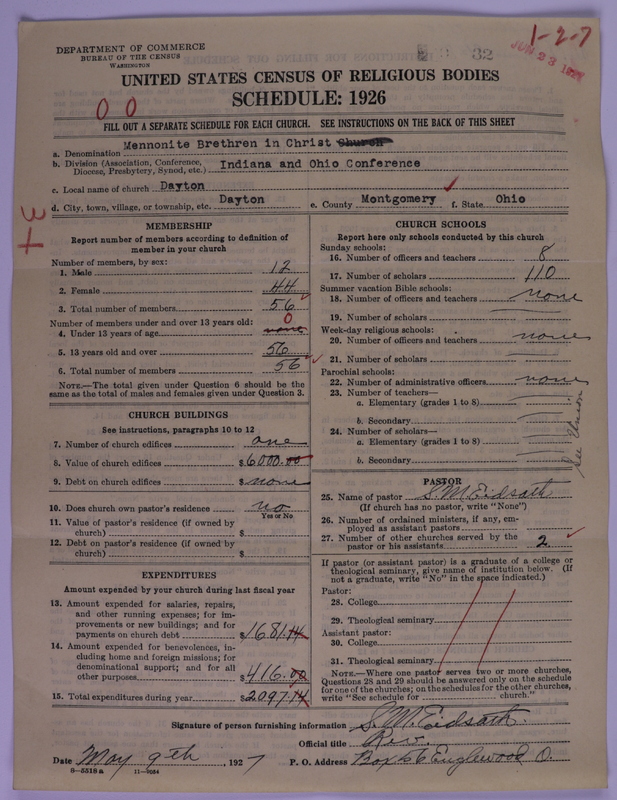 1-2-7
JUN 23 1927
32
DEPARTMENT OF COMMERCE
BUREAU OF THE CENSUS
WASHINGTON
UNITED STATES CENSUS OF RELIGIOUS BODIES
SCHEDULE: 1926
0 0
FILL OUT A SEPARATE SCHEDULE FOR EACH CHURCH. SEE INSTRUCTIONS ON THE BACK OF THIS SHEET
a. Denomination Mennonite Brethren in Christ Church
b. Division (Association, Conference, Diocese, Presbytery, Synod, etc.) Indiana and Ohio Conference
c. Local name of church Dayton
d. City, town, village, or township, etc. Dayton e. County Montgomery f. State Ohio
MEMBERSHIP
Report number of members according to definition of
member in your church
Number of members, by sex:
1. Male 12
2. Female 44
3. Total number of members 56
Number of members under and over 13 years old: 0
4. Under 13 years of age none
5. 13 years old and over 56
6. Total number of members 56
NOTE.—The total given under Question 6 should be the
same as the total of males and females given under Question 3.
CHURCH BUILDINGS
See instructions, paragraphs 10 to 12
7. Number of church edifices one
8. Value of church edifices $6000.00
9. Debt on church edifices $none
10. Does church own pastor's residence no
Yes or No
11. Value of pastor's residence (if owned by
church) $
12. Debt on pastor's residence (if owned by
church) $
EXPENDITURES
Amount expended by your church during last fiscal year
13. Amount expended for salaries, repairs,
and other running expenses; for im-
provements or new buildings; and for
payments on church debt $1681.14
14. Amount expended for benevolences, in-
cluding home and foreign missions; for
denominational support; and for all
other purposes $416.00
15. Total expenditures during year $2097.14
CHURCH SCHOOLS
Report here only schools conducted by this church
Sunday schools:
16. Number of officers and teachers 8
17. Number of scholars 110
Summer vacation Bible schools:
18. Number of officers and teachers none
19. Number of scholars
Week-day religious schools:
20. Number of officers and teachers none
21. Number of scholars
Parochial schools:
22. Number of administrative officers none
23. Number of teachers—
a. Elementary (grades 1 to 8)
b. Secondary
24. Number of scholars—
a. Elementary (grades 1 to 8)
b. Secondary
See Union
PASTOR
25. Name of pastor S. M. Eidsath
(If church has no pastor, write "None")
26. Number of ordained ministers, if any, em-
ployed as assistant pastors
27. Number of other churches served by the
pastor or his assistants 2
If pastor (or assistant pastor) is a graduate of a college or
theological seminary, give name of institution below. (If
not a graduate, write "No" in the space indicated.)
Pastor:
28. College
29. Theological seminary
Assistant pastor:
30. College
31. Theological seminary
NOTE.—Where one pastor serves two or more churches,
Questions 28 and 29 should be answered only on the schedule
for one of the churches; on the schedules for the other churches,
write "See schedule for church."
Signature of person furnishing information S. M. Eidsath.
Official title Rev.
Date May 9th, 1927 P. O. Address Box 56 Englewood O.
8—5518 a 11—9034